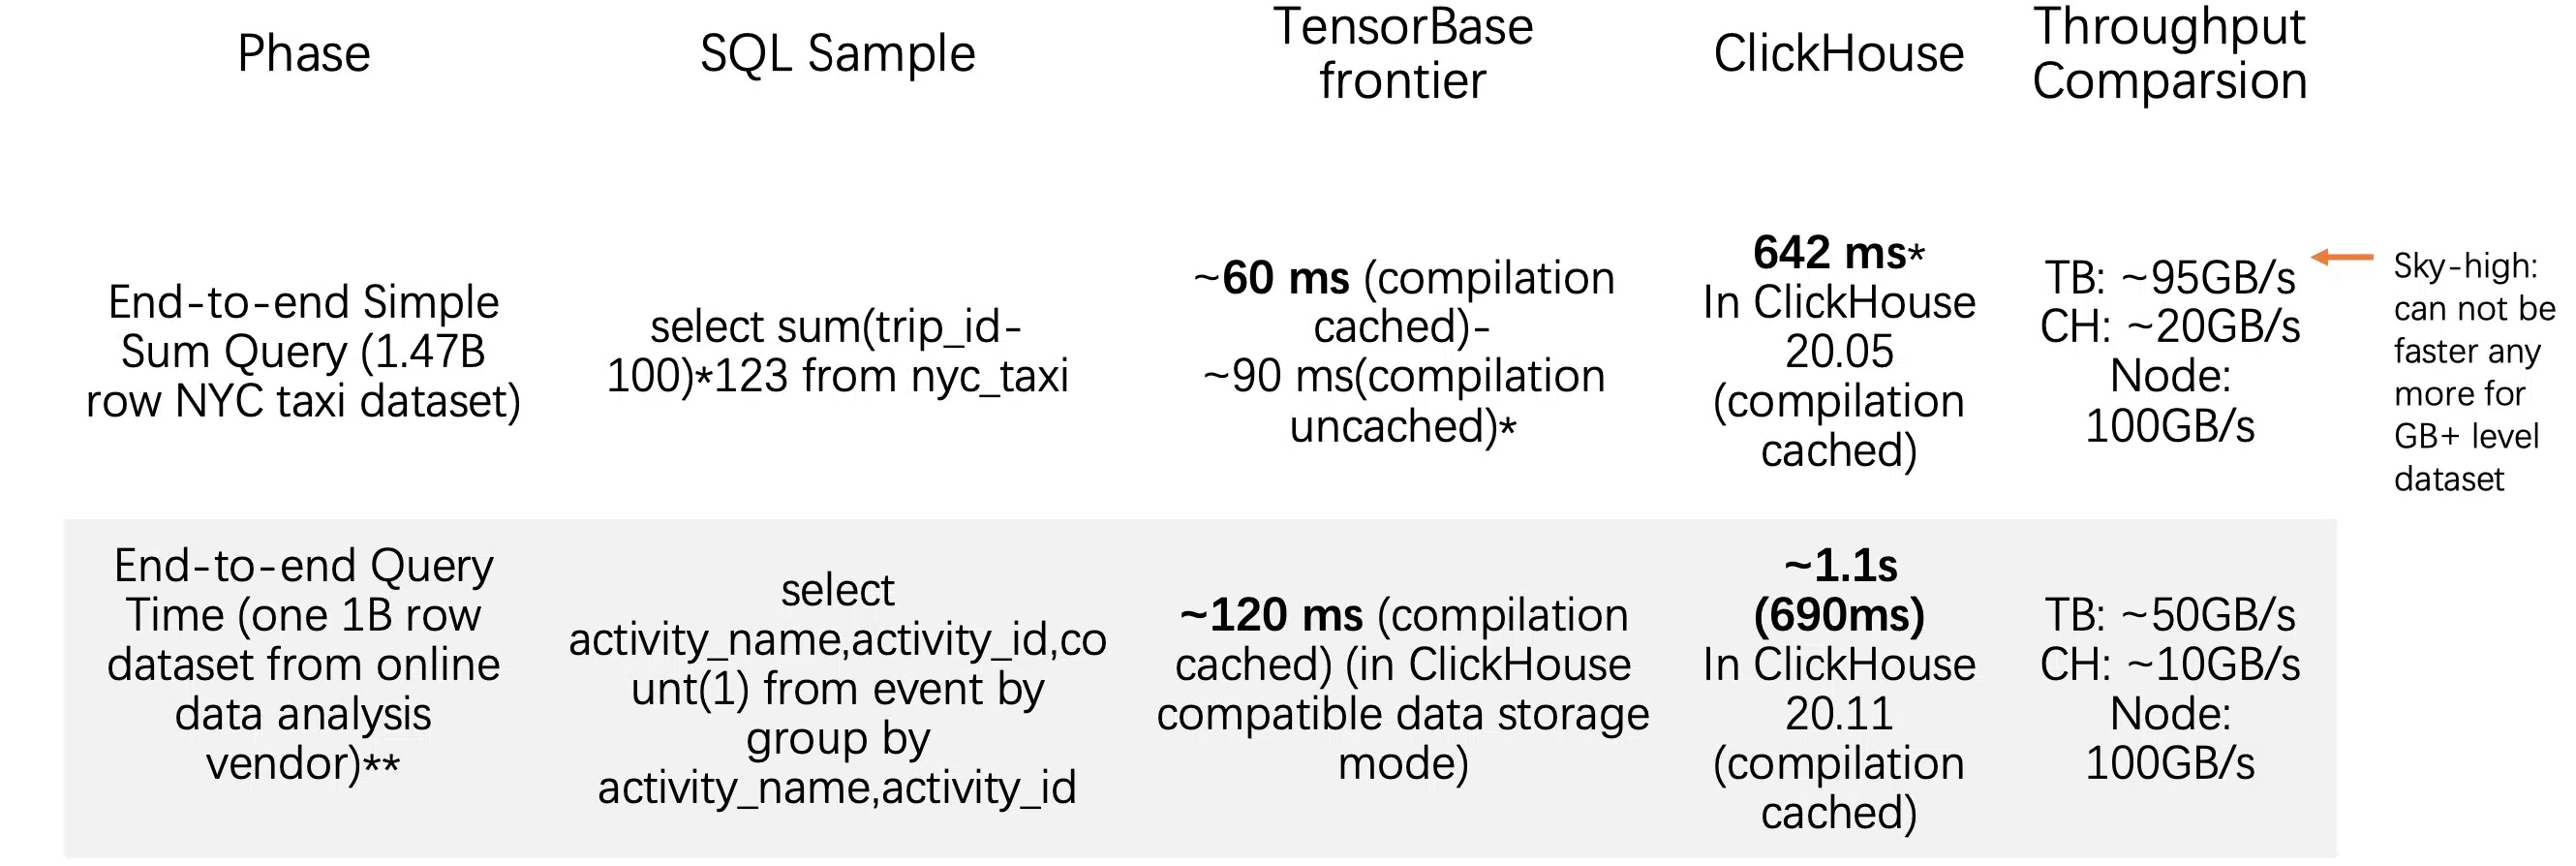 Phase
SQL Sample
TensorBase
frontier
ClickHouse
Throughput
Comparsion
End-to-end Simple
Sum Query (1.47B
row NYC taxi dataset)
select sum(trip_id-
100)*123 from nyc_taxi
~60 ms (compilation
cached)-
~90 ms(compilation
uncached)*
642 ms*
In ClickHouse
20.05
(compilation
cached)
TB: ~95GB/s
CH: ~20GB/s
Node:
100GB/s
Sky-high:
can not be
faster any
more for
GB+ level
dataset
End-to-end Query
Time (one 1B row
dataset from online
data analysis
vendor)**
select
activity_name,activity_id,co
unt(1) from event by
group by
activity_name,activity_id
~120 ms (compilation
cached) (in ClickHouse
compatible data storage
mode)
~1.1s
(690ms)
In ClickHouse
20.11
(compilation
cached)
TB: ~50GB/s
CH: ~10GB/s
Node:
100GB/s